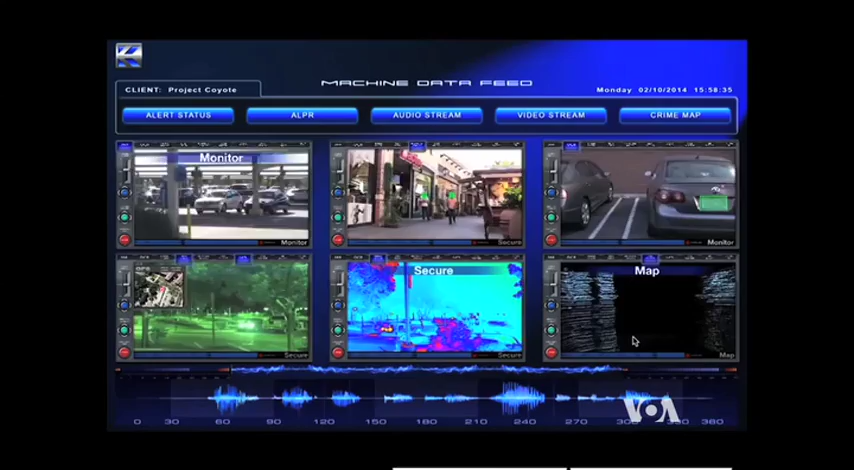 MACHINE DATA FEED
CLIENT: Project Coyote
Monday 02/10/2014 15:58:35
ALERT STATUS
ALPR
AUDIO STREAM
VIDEO STREAM
CRIME MAP
Monitor
Monitor
Secure
Monitor
GPS
Secure
Map
Secure
Secure
Map
0 30 60 90 120 150 180 210 240 270 300 330 360
VOA